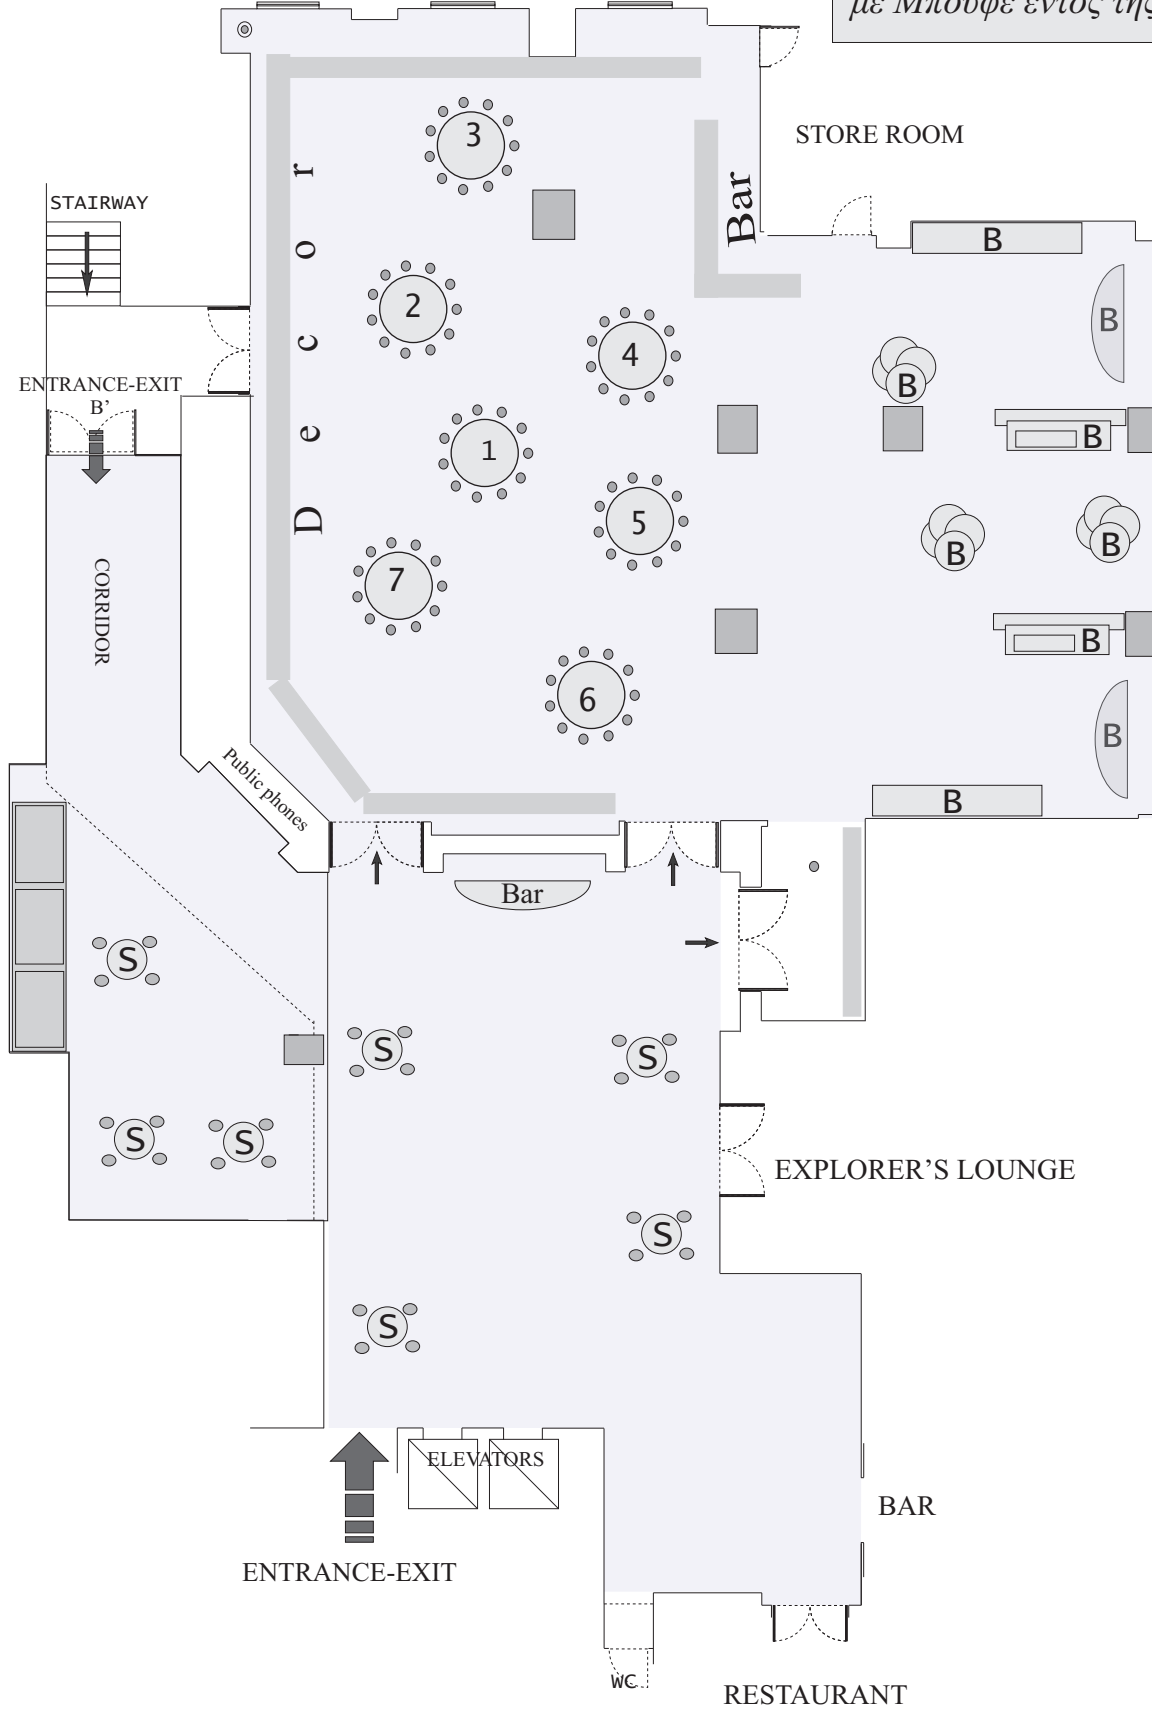 με Μπουφέ εντός της
3
STORE ROOM
Decor
Bar
STAIRWAY
B
2
B
4
ENTRANCE-EXIT
B’
B
B
1
5
B
B
CORRIDOR
7
B
6
B
Public phones
B
Bar
S
S
S
S
S
EXPLORER’S LOUNGE
S
S
ELEVATORS
BAR
ENTRANCE-EXIT
WC
RESTAURANT